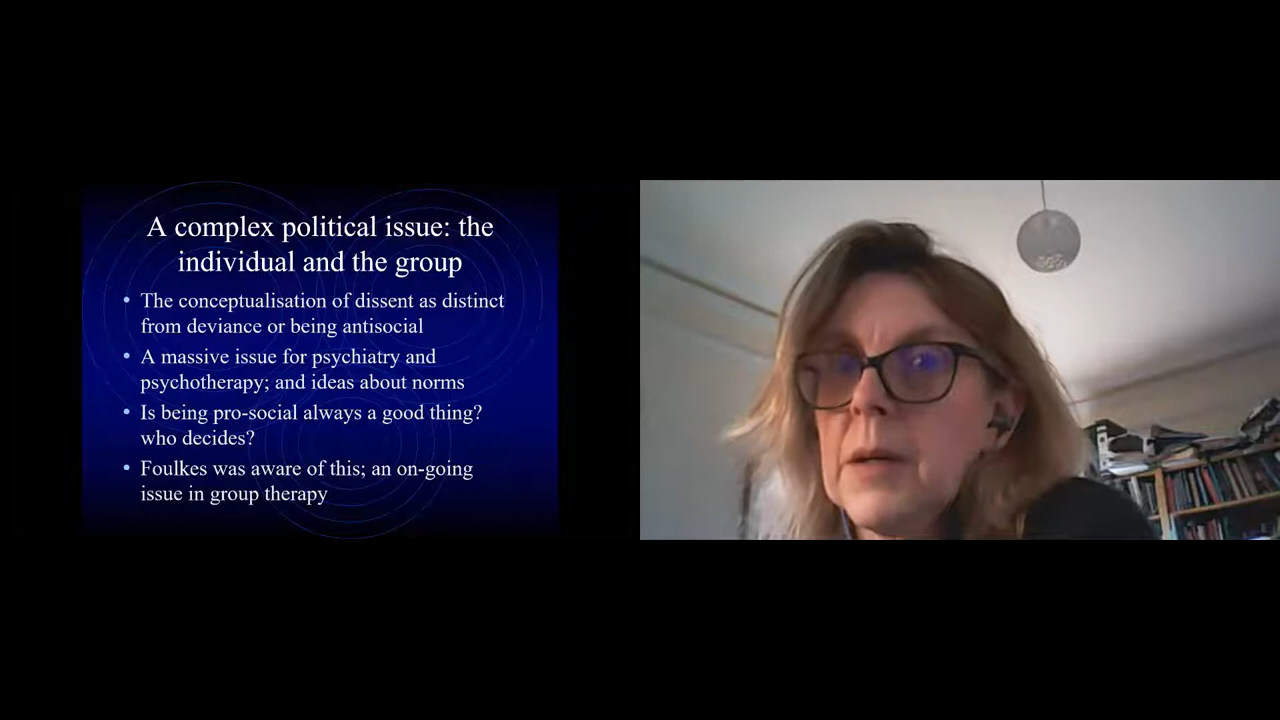 A complex political issue: the
individual and the group
• The conceptualisation of dissent as distinct
from deviance or being antisocial
• A massive issue for psychiatry and
psychotherapy; and ideas about norms
• Is being pro-social always a good thing?
who decides?
• Foulkes was aware of this; an on-going
issue in group therapy